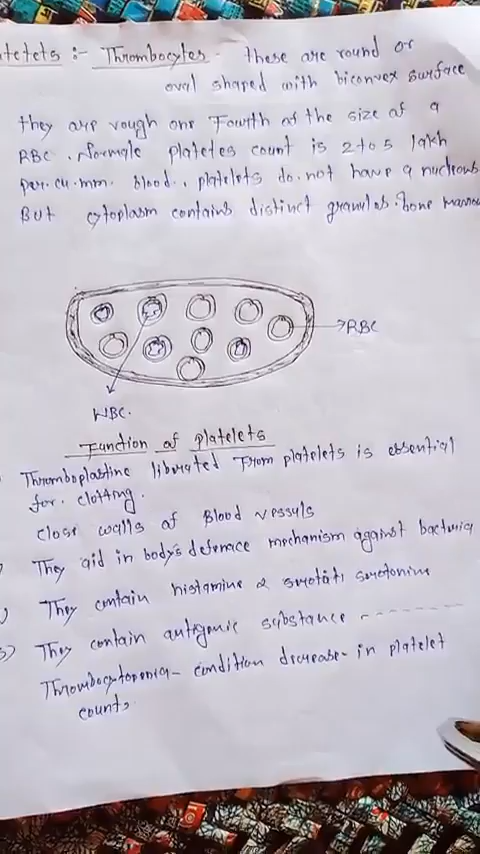 atelets :- Thrombocytes - these are round or
oval shaped with biconvex surface
they are rough one Fourth of the size of a
RBC. Normale platetes count is 2 to 5 lakh
per. cu. mm. blood. platelets do not have a nucleous
But cytoplasm contains distinct granules. bone marrow
RBC
WBC.
Function of platelets
Thromboplastine liberated From platelets is essential
for. clotting.
close walls of Blood vessuls
They aid in body's defence mechanism against bacteria
They contain histamine & serotonine
5) They contain antigenic substance -------
Thrombocytopenia - condition dicrease in platelet
counts